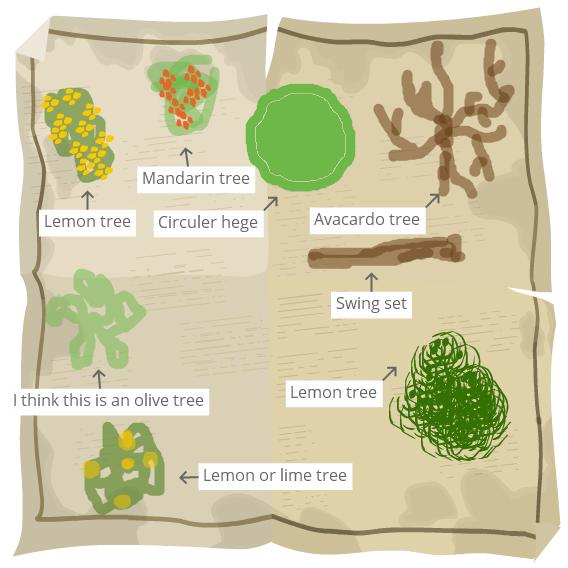 Mandarin tree
Lemon tree
Circuler hege
Avacardo tree
Swing set
I think this is an olive tree
Lemon tree
Lemon or lime tree